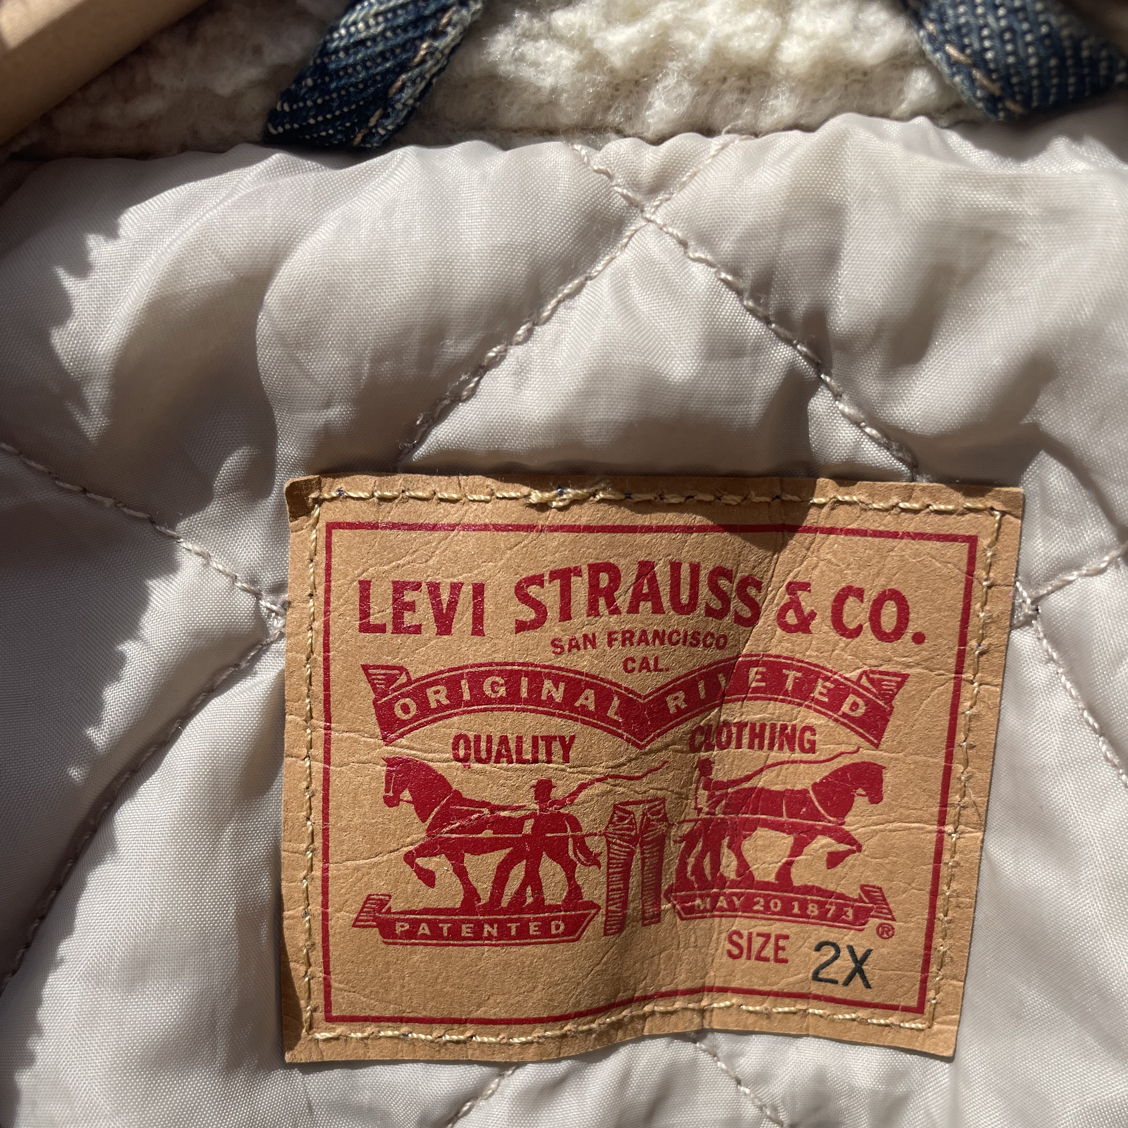 LEVI STRAUSS & CO.
SAN FRANCISCO
CAL.
ORIGINAL RIVETED
QUALITY CLOTHING
PATENTED
MAY 20 1873
®
SIZE 2X